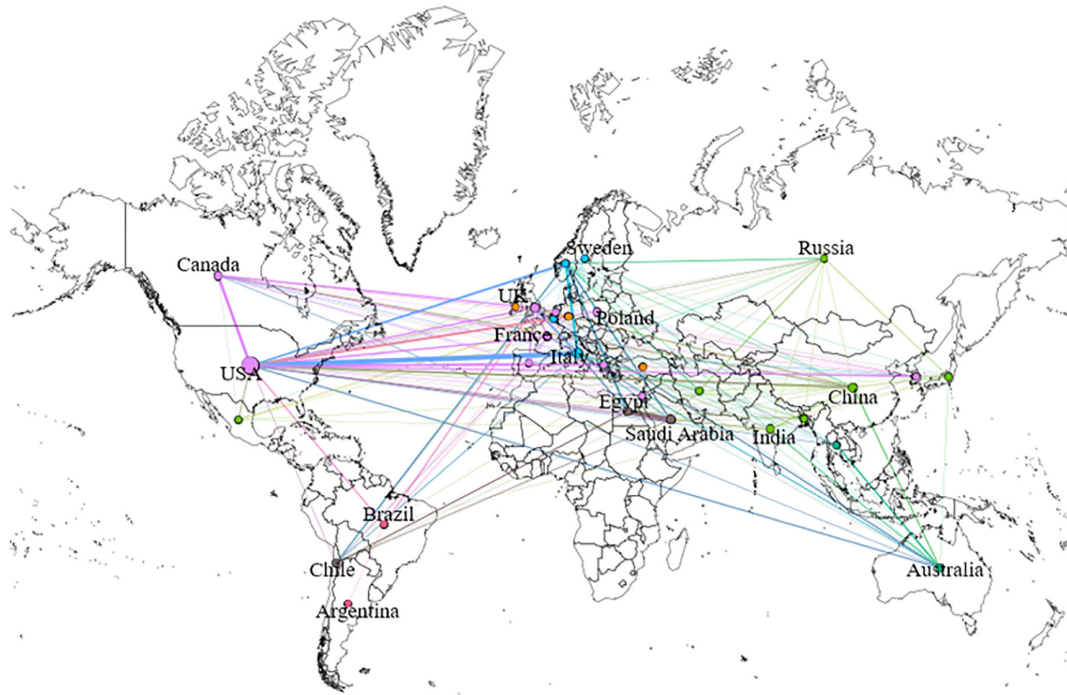 Sweden
Russia
Canada
UK
Poland
France
Italy
USA
China
Egypt
Saudi Arabia
India
Brazil
Chile
Australia
Argentina